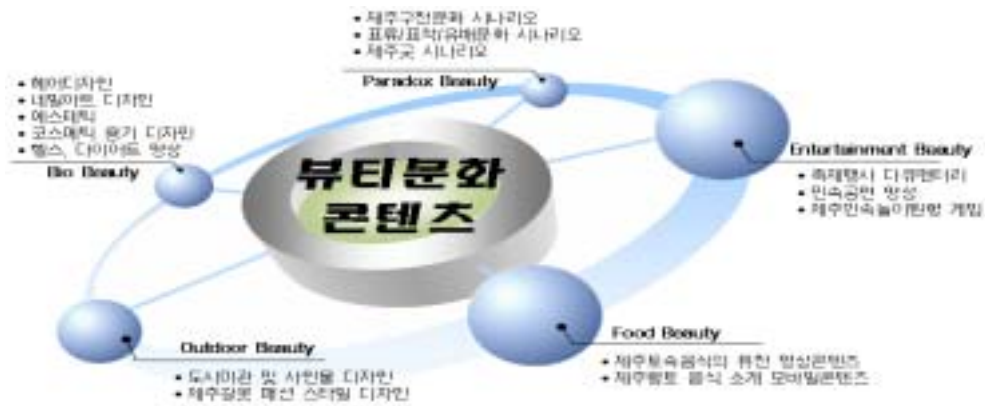 • 제주구전문화 시나리오
• 표류/표착/유배문화 시나리오
• 제주굿 시나리오
Paradox Beauty
• 헤어디자인
• 네일아트 디자인
• 에스테틱
• 코스메틱 용기 디자인
• 헬스, 다이어트 영상
Bio Beauty
뷰티문화
콘텐츠
Entertainment Beauty
• 축제행사 다큐멘터리
• 민속공연 영상
• 제주민속놀이원형 게임
Food Beauty
• 제주토속음식의 퓨전 영상콘텐츠
• 제주향토 음식 소개 모바일콘텐츠
Outdoor Beauty
• 도시미관 및 사인물 디자인
• 제주갈옷 패션 스타일 디자인